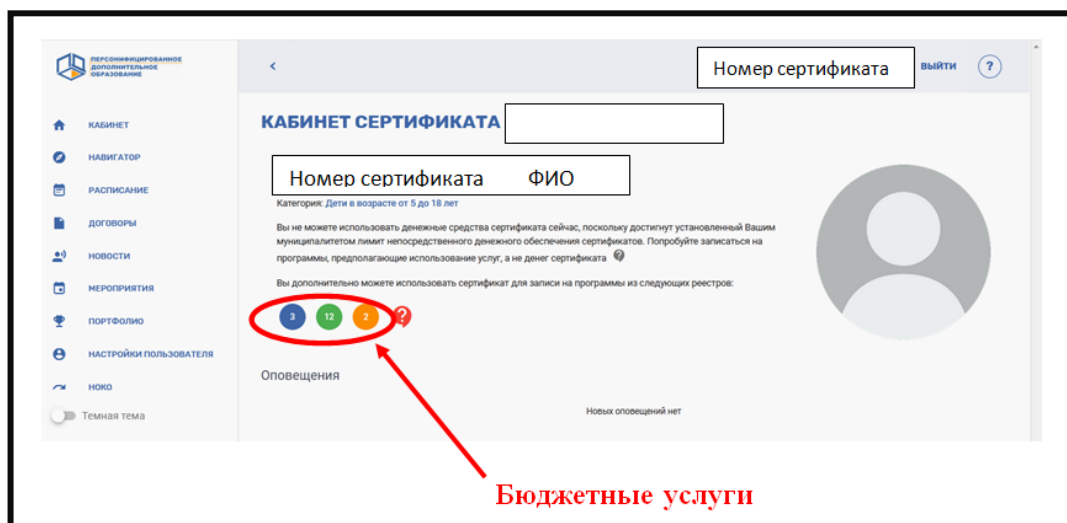 ПЕРСОНИФИЦИРОВАННОЕ
ДОПОЛНИТЕЛЬНОЕ
ОБРАЗОВАНИЕ
Номер сертификата
ВЫЙТИ
?
КАБИНЕТ
НАВИГАТОР
РАСПИСАНИЕ
ДОГОВОРЫ
НОВОСТИ
МЕРОПРИЯТИЯ
ПОРТФОЛИО
НАСТРОЙКИ ПОЛЬЗОВАТЕЛЯ
НОКО
Темная тема
КАБИНЕТ СЕРТИФИКАТА
Номер сертификата ФИО
Категория: Дети в возрасте от 5 до 18 лет
Вы не можете использовать денежные средства сертификата сейчас, поскольку достигнут установленный Вашим
муниципалитетом лимит непосредственного денежного обеспечения сертификатов. Попробуйте записаться на
программы, предполагающие использование услуг, а не денег сертификата ?
Вы дополнительно можете использовать сертификат для записи на программы из следующих реестров:
3 12 2 ?
Оповещения
Новых оповещений нет
Бюджетные услуги